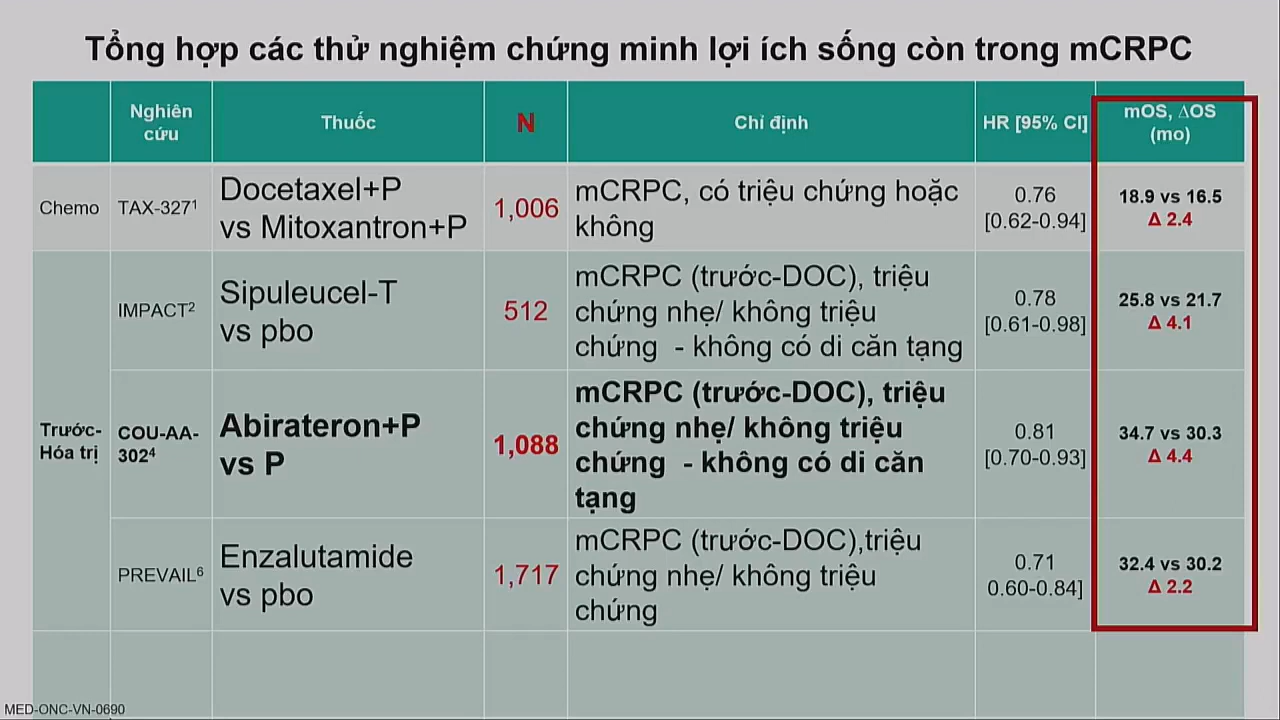 Tổng hợp các thử nghiệm chứng minh lợi ích sống còn trong mCRPC
Nghiên cứu
Thuốc
N
Chỉ định
HR [95% CI]
mOS, ∆OS
(mo)
Chemo
TAX-327¹
Docetaxel+P
vs Mitoxantron+P
1,006
mCRPC, có triệu chứng hoặc
không
0.76
[0.62-0.94]
18.9 vs 16.5
Δ 2.4
Trước-
Hóa trị
IMPACT²
Sipuleucel-T
vs pbo
512
mCRPC (trước-DOC), triệu
chứng nhẹ/ không triệu
chứng - không có di căn tạng
0.78
[0.61-0.98]
25.8 vs 21.7
Δ 4.1
COU-AA-
302⁴
Abirateron+P
vs P
1,088
mCRPC (trước-DOC), triệu
chứng nhẹ/ không triệu
chứng - không có di căn
tạng
0.81
[0.70-0.93]
34.7 vs 30.3
Δ 4.4
PREVAIL⁶
Enzalutamide
vs pbo
1,717
mCRPC (trước-DOC),triệu
chứng nhẹ/ không triệu
chứng
0.71
0.60-0.84]
32.4 vs 30.2
Δ 2.2
MED-ONC-VN-0690